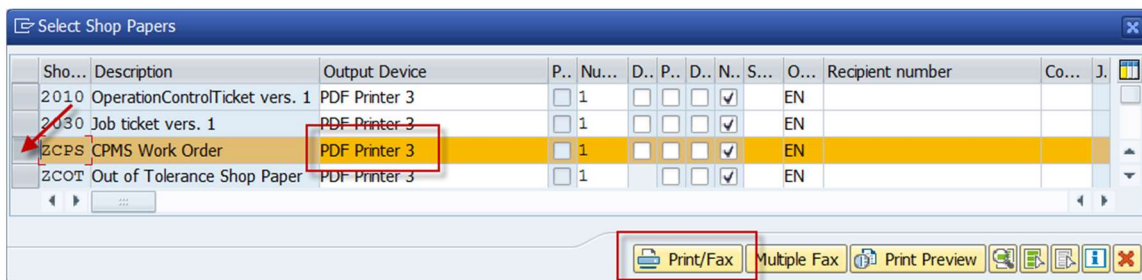 Select Shop Papers
Sho... Description Output Device P.. Nu... D.. P.. D.. N.. S... O... Recipient number Co... J.
2010 OperationControlTicket vers. 1 PDF Printer 3 1 EN
2030 Job ticket vers. 1 PDF Printer 3 1 EN
ZCPS CPMS Work Order PDF Printer 3 1 EN
ZCOT Out of Tolerance Shop Paper PDF Printer 3 1 EN
Print/Fax Multiple Fax Print Preview